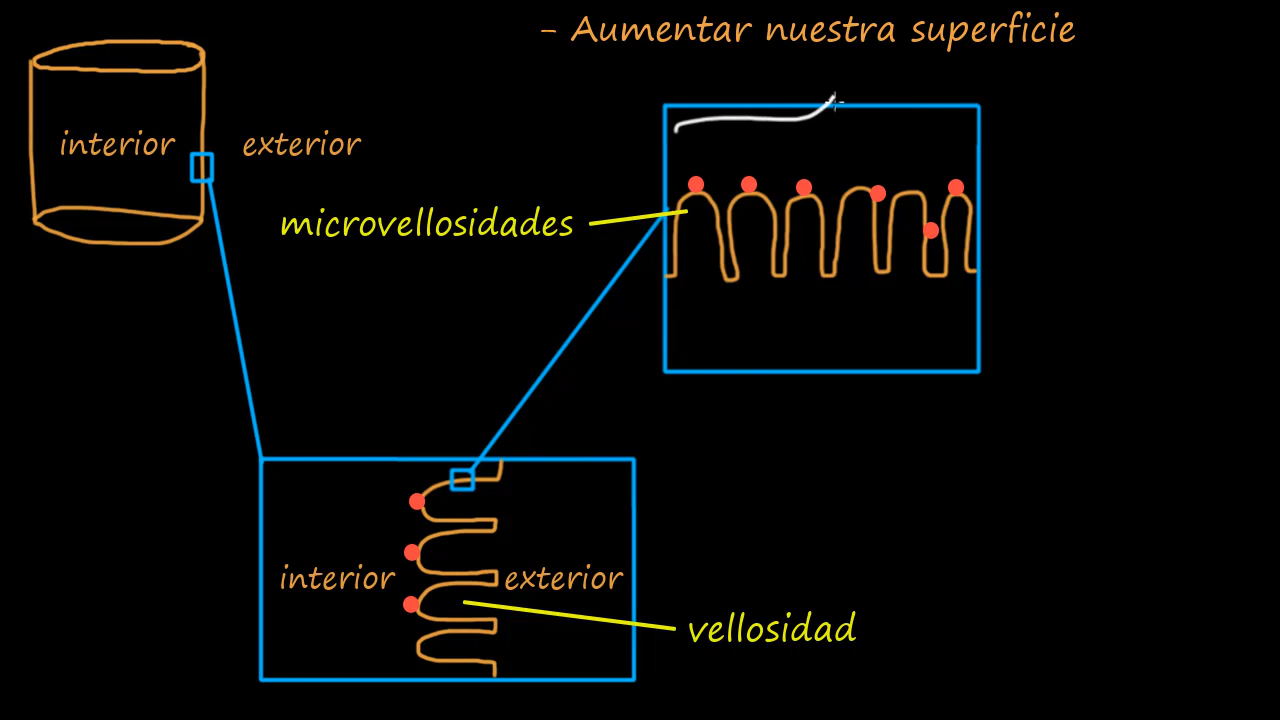 - Aumentar nuestra superficie
interior exterior
microvellosidades
interior exterior
vellosidad